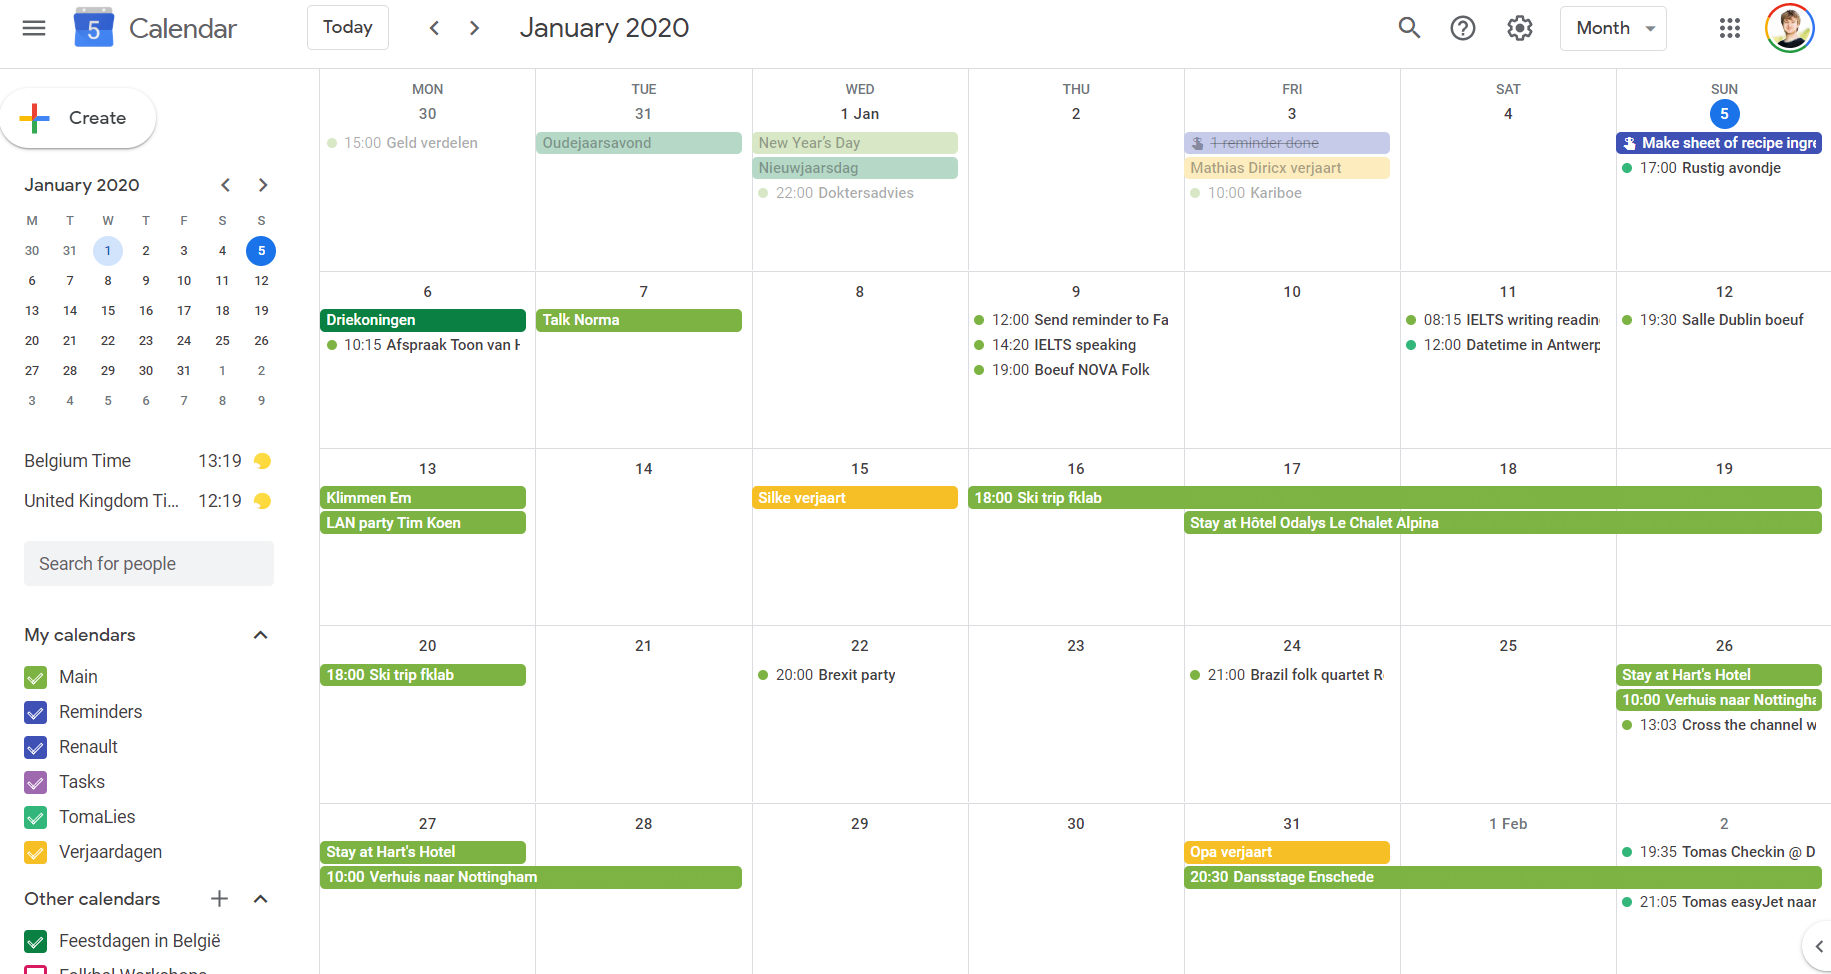 5 Calendar Today January 2020 Month
Create
January 2020
M T W T F S S
30 31 1 2 3 4 5
6 7 8 9 10 11 12
13 14 15 16 17 18 19
20 21 22 23 24 25 26
27 28 29 30 31 1 2
3 4 5 6 7 8 9
Belgium Time 13:19
United Kingdom Ti... 12:19
Search for people
My calendars
Main
Reminders
Renault
Tasks
TomaLies
Verjaardagen
Other calendars
Feestdagen in België
MON TUE WED THU FRI SAT SUN
30 31 1 Jan 2 3 4 5
15:00 Geld verdelen
Oudejaarsavond
New Year's Day
Nieuwjaarsdag
22:00 Doktersadvies
1 reminder done
Mathias Diricx verjaart
10:00 Kariboe
Make sheet of recipe ingre
17:00 Rustig avondje
6 7 8 9 10 11 12
Driekoningen
10:15 Afspraak Toon van H
Talk Norma
12:00 Send reminder to Fa
14:20 IELTS speaking
19:00 Boeuf NOVA Folk
08:15 IELTS writing readin
12:00 Datetime in Antwerp
19:30 Salle Dublin boeuf
13 14 15 16 17 18 19
Klimmen Em
LAN party Tim Koen
Silke verjaart
18:00 Ski trip fklab
Stay at Hôtel Odalys Le Chalet Alpina
20 21 22 23 24 25 26
18:00 Ski trip fklab
20:00 Brexit party
21:00 Brazil folk quartet R
Stay at Hart's Hotel
10:00 Verhuis naar Nottingha
13:03 Cross the channel w
27 28 29 30 31 1 Feb 2
Stay at Hart's Hotel
10:00 Verhuis naar Nottingham
Opa verjaart
20:30 Dansstage Enschede
19:35 Tomas Checkin @ D
21:05 Tomas easyJet naar